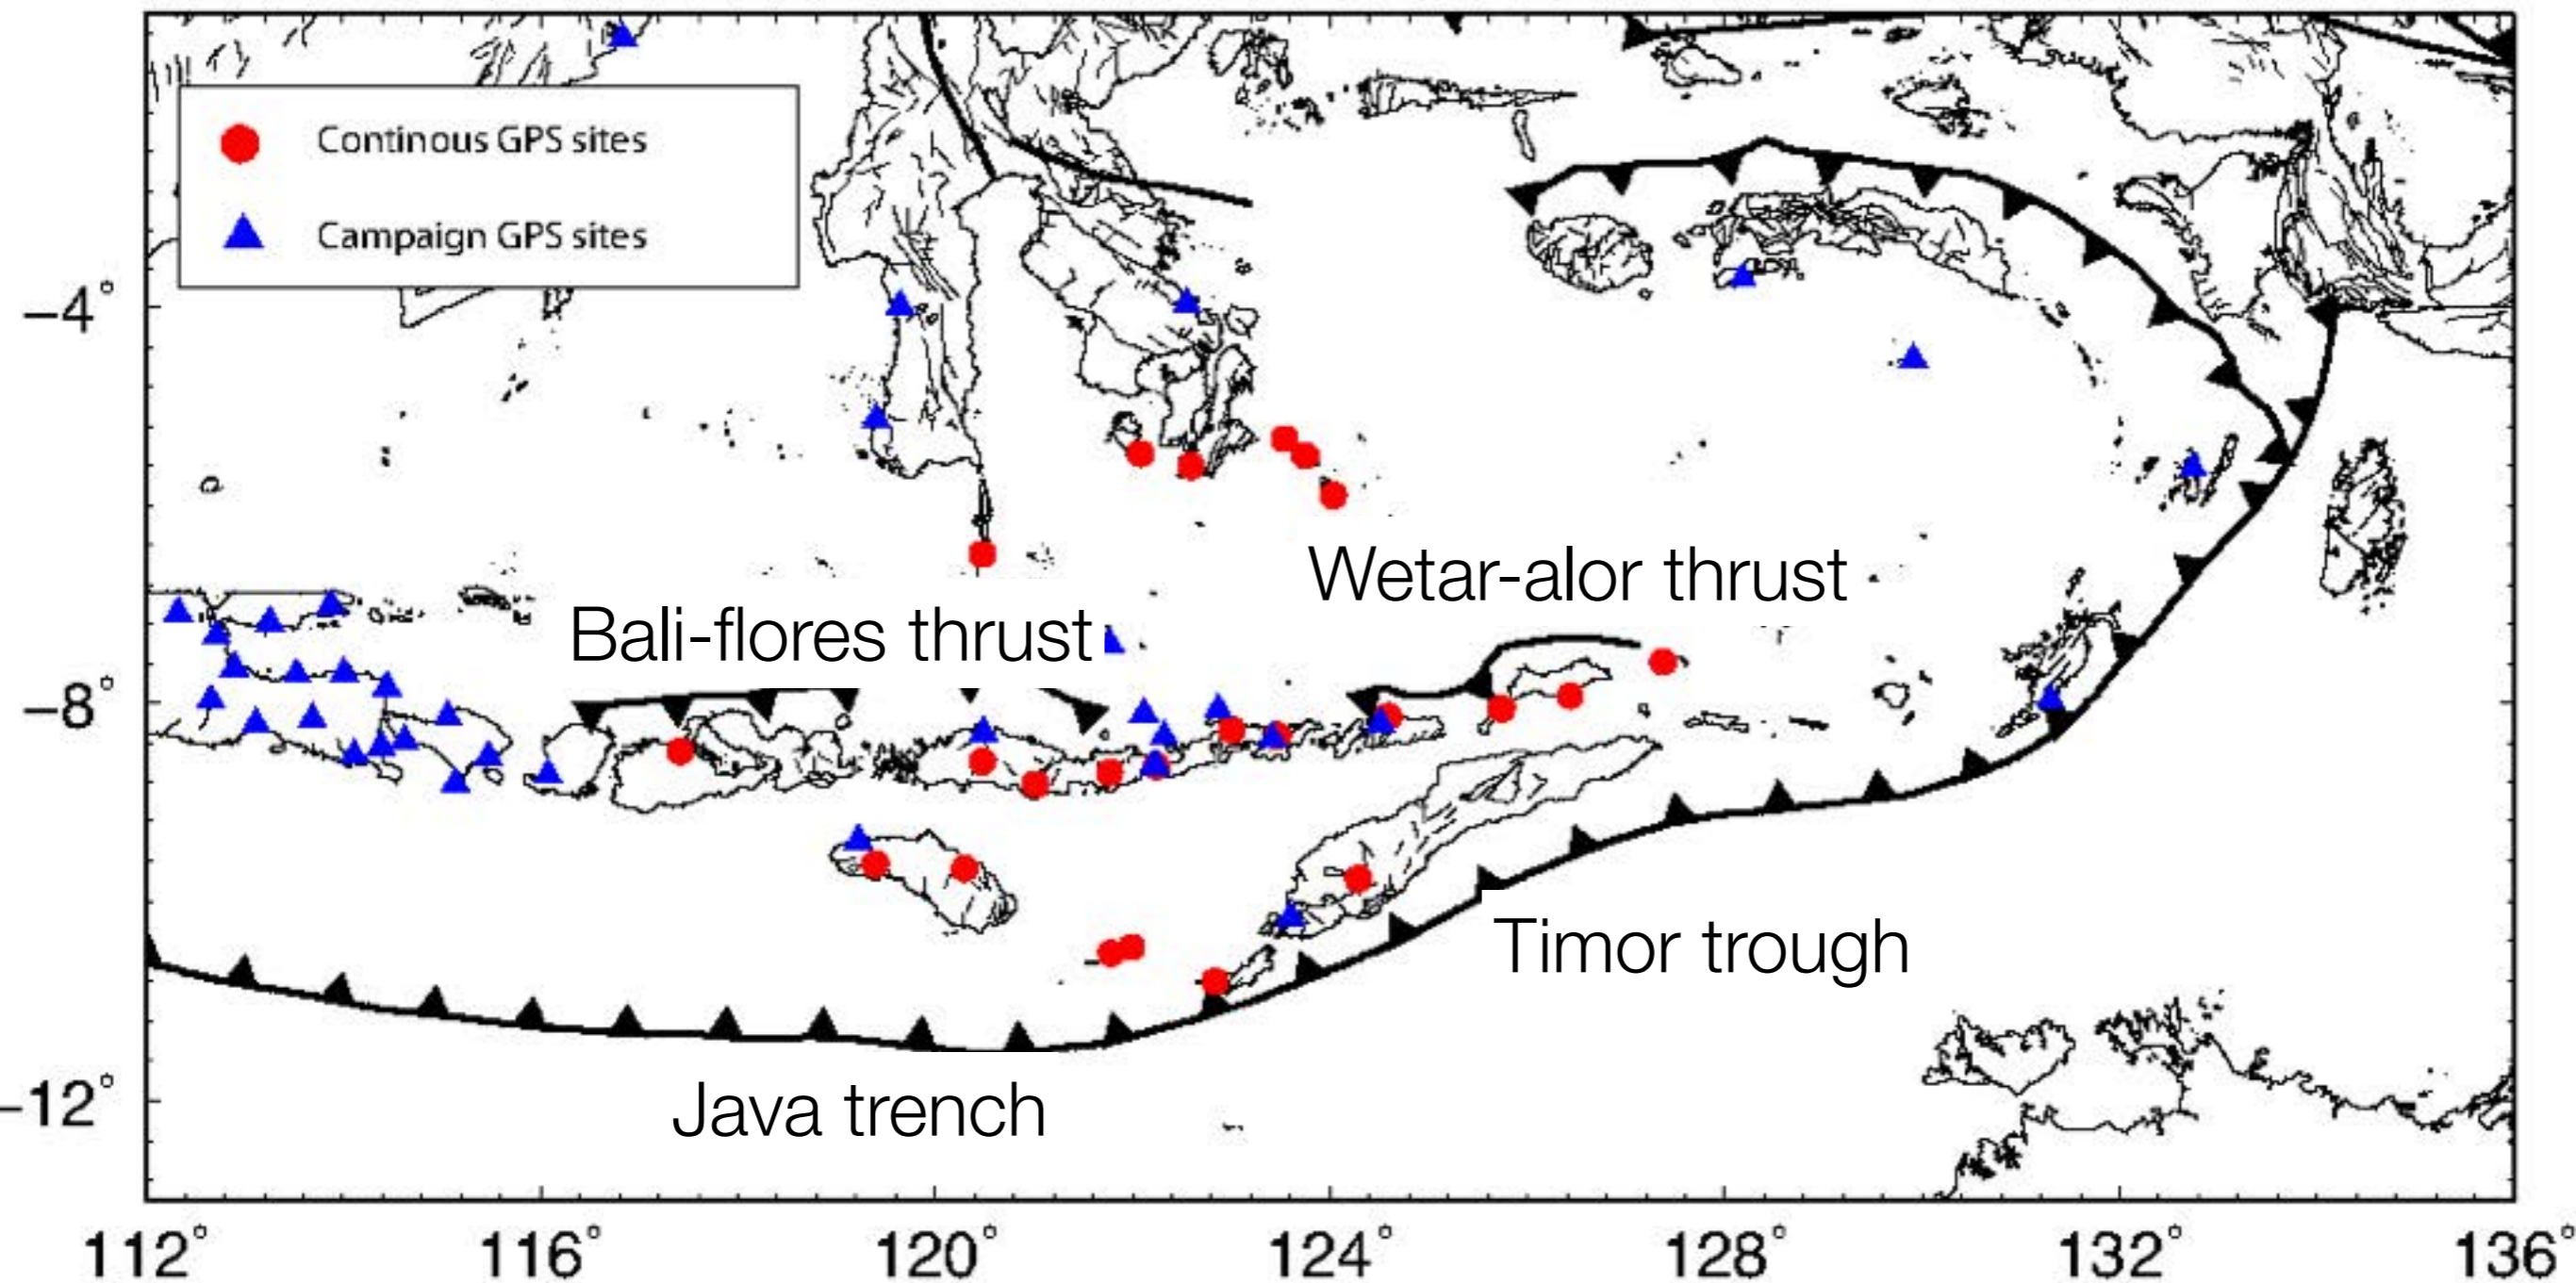 Continous GPS sites
Campaign GPS sites
−4°
Wetar-alor thrust
Bali-flores thrust
−8°
Timor trough
Java trench
−12°
112° 116° 120° 124° 128° 132° 136°